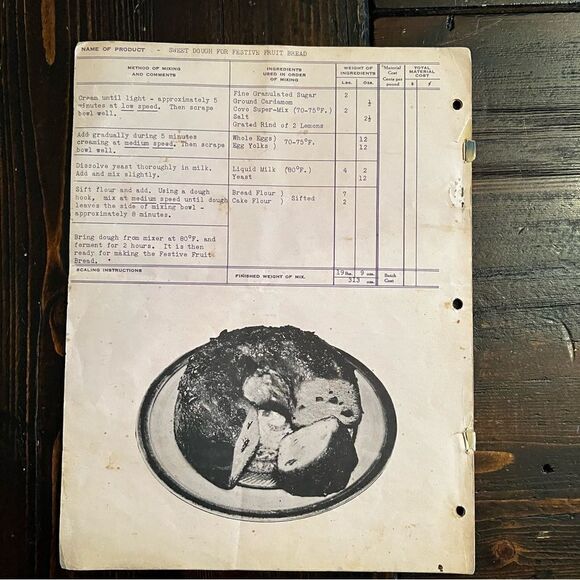 NAME OF PRODUCT - SWEET DOUGH FOR FESTIVE FRUIT BREAD
METHOD OF MIXING AND COMMENTS
INGREDIENTS USED IN ORDER OF MIXING
WEIGHT OF INGREDIENTS
Lbs. Ozs.
Material Cost Cents per pound
TOTAL MATERIAL COST
$ ¢
Cream until light - approximately 5
minutes at low speed. Then scrape
bowl well.
Fine Granulated Sugar 2
Ground Cardamom ½
Covo Super-Mix (70-75°F.) 2
Salt 2½
Grated Rind of 2 Lemons
Add gradually during 5 minutes
creaming at medium speed. Then scrape
bowl well.
Whole Eggs) 12
Egg Yolks ) 70-75°F. 12
Dissolve yeast thoroughly in milk.
Add and mix slightly.
Liquid Milk (80°F.) 4 2
Yeast 12
Sift flour and add. Using a dough
hook, mix at medium speed until dough
leaves the side of mixing bowl -
approximately 8 minutes.
Bread Flour ) 7
Cake Flour ) Sifted 2
Bring dough from mixer at 80°F. and
ferment for 2 hours. It is then
ready for making the Festive Fruit
Bread.
SCALING INSTRUCTIONS
FINISHED WEIGHT OF MIX.
19 lbs. 9 ozs.
313 ozs.
Batch Cost